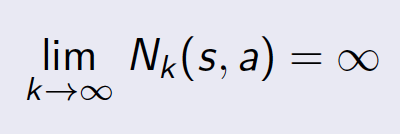 lim N_k(s, a) = ∞
k→∞